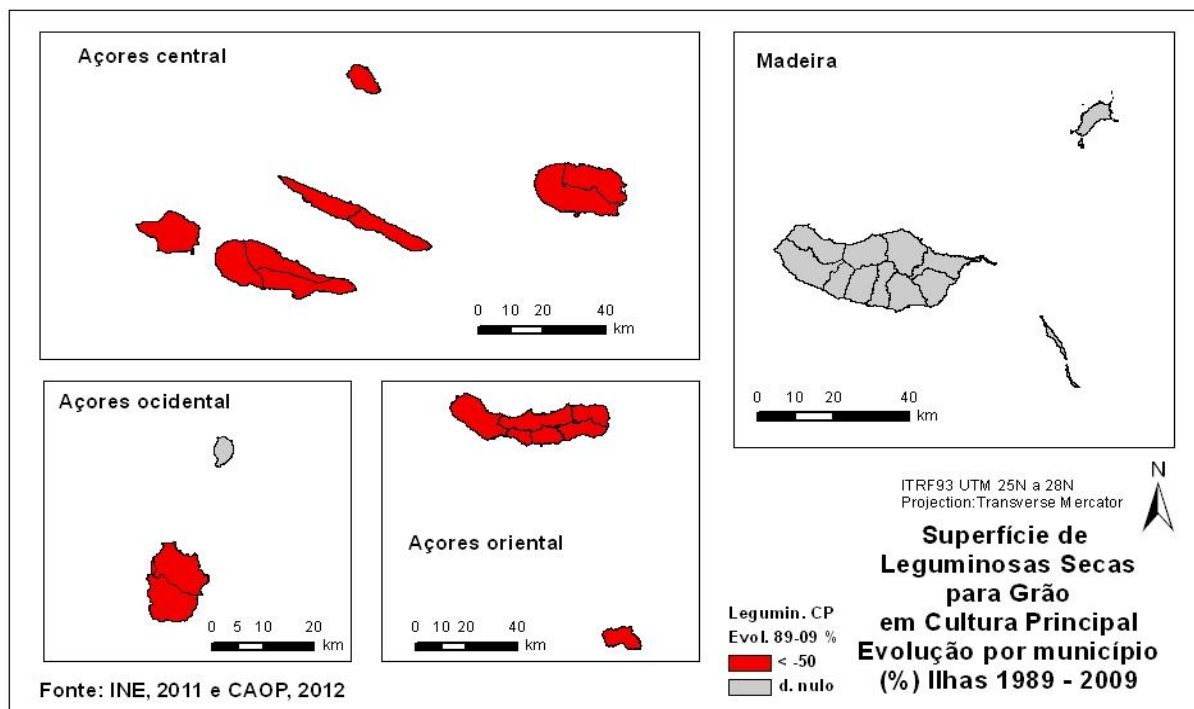 Açores central
0 10 20 40
km
Madeira
0 10 20 40
km
Açores ocidental
0 5 10 20
km
Açores oriental
0 10 20 40
km
N
ITRF93 UTM 25N a 28N
Projection:Transverse Mercator
Superfície de
Leguminosas Secas
para Grão
em Cultura Principal
Evolução por município
(%) Ilhas 1989 - 2009
Legumin. CP
Evol. 89-09 %
< -50
d. nulo
Fonte: INE, 2011 e CAOP, 2012